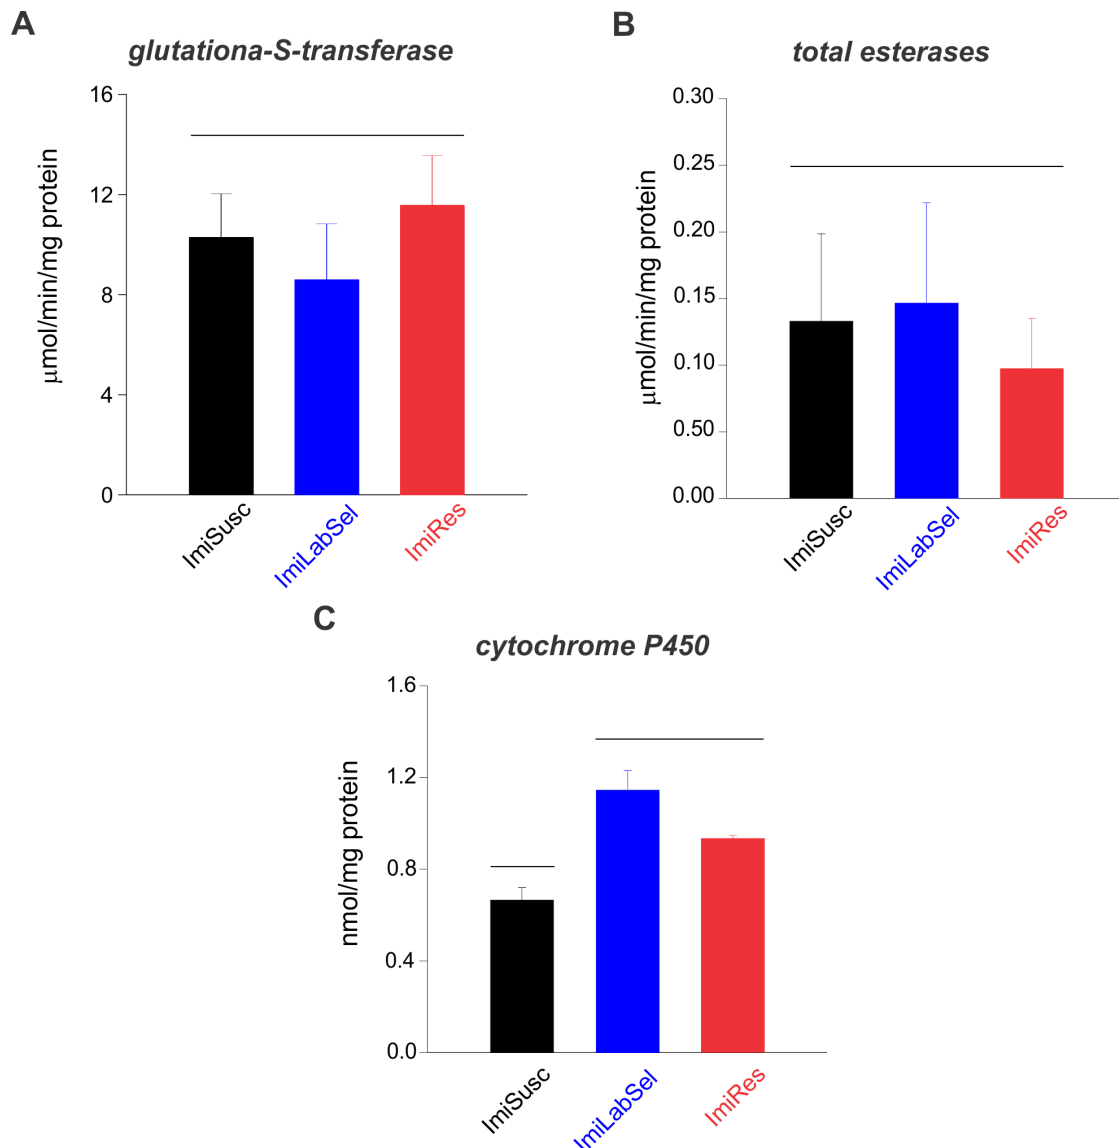 A
glutationa-S-transferase
16
12
8
4
0
μmol/min/mg protein
ImiSusc
ImiLabSel
ImiRes
B
total esterases
0.30
0.25
0.20
0.15
0.10
0.50
0.00
μmol/min/mg protein
ImiSusc
ImiLabSel
ImiRes
C
cytochrome P450
1.6
1.2
0.8
0.4
0.0
nmol/mg protein
ImiSusc
ImiLabSel
ImiRes